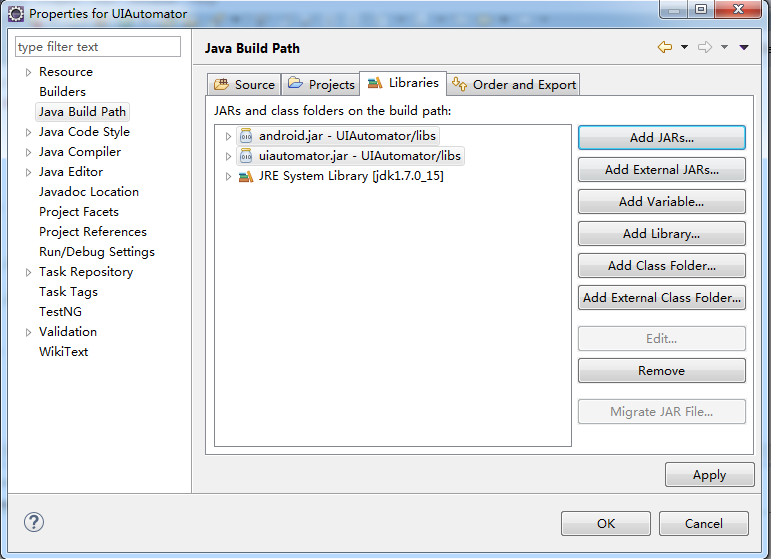 Properties for UIAutomator
type filter text
Resource
Builders
Java Build Path
Java Code Style
Java Compiler
Java Editor
Javadoc Location
Project Facets
Project References
Run/Debug Settings
Task Repository
Task Tags
TestNG
Validation
WikiText
Java Build Path
Source
Projects
Libraries
Order and Export
JARs and class folders on the build path:
android.jar - UIAutomator/libs
uiautomator.jar - UIAutomator/libs
JRE System Library [jdk1.7.0_15]
Add JARs...
Add External JARs...
Add Variable...
Add Library...
Add Class Folder...
Add External Class Folder...
Edit...
Remove
Migrate JAR File...
Apply
OK
Cancel